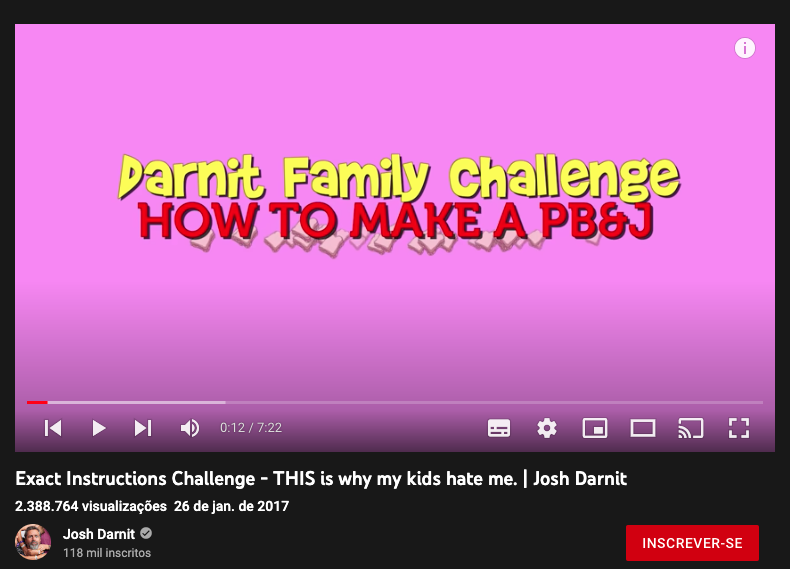 i
Darnit Family Challenge
HOW TO MAKE A PB&J
0:12 / 7:22
Exact Instructions Challenge - THIS is why my kids hate me. | Josh Darnit
2.388.764 visualizações 26 de jan. de 2017
Josh Darnit
118 mil inscritos
INSCREVER-SE